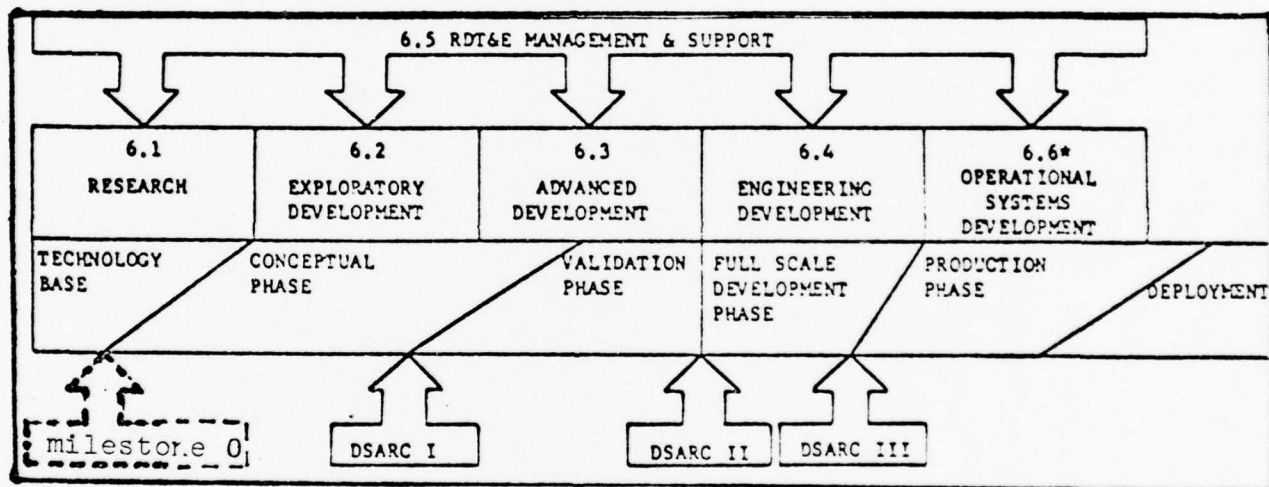 6.5 RDT&E MANAGEMENT & SUPPORT
6.1
RESEARCH
6.2
EXPLORATORY
DEVELOPMENT
6.3
ADVANCED
DEVELOPMENT
6.4
ENGINEERING
DEVELOPMENT
6.6*
OPERATIONAL
SYSTEMS
DEVELOPMENT
TECHNOLOGY
BASE
CONCEPTUAL
PHASE
VALIDATION
PHASE
FULL SCALE
DEVELOPMENT
PHASE
PRODUCTION
PHASE
DEPLOYMENT
milestone 0
DSARC I
DSARC II
DSARC III